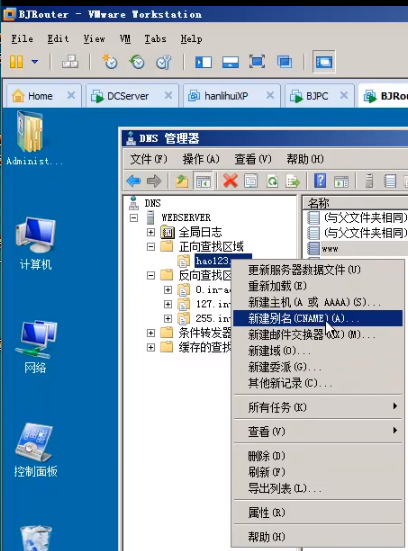 BJRouter - VMware Workstation
File Edit View VM Tabs Help
Home × DCServer × hanlihuiXP × BJPC × BJRou
Administ...
计算机
网络
控制面板
DNS 管理器
文件(F) 操作(A) 查看(V) 帮助(H)
DNS
WEBSERVER
全局日志
正向查找区域
hao123.
反向查找区
0.in-a
127.in-
255.in-
条件转发器
缓存的查找
名称
(与父文件夹相同)
(与父文件夹相同)
www
更新服务器数据文件(U)
重新加载(E)
新建主机(A 或 AAAA)(S)...
新建别名(CNAME)(A)...
新建邮件交换器(MX)(M)...
新建域(O)...
新建委派(G)...
其他新记录(C)...
所有任务(K)
查看(V)
删除(D)
刷新(F)
导出列表(L)...
属性(R)
帮助(H)